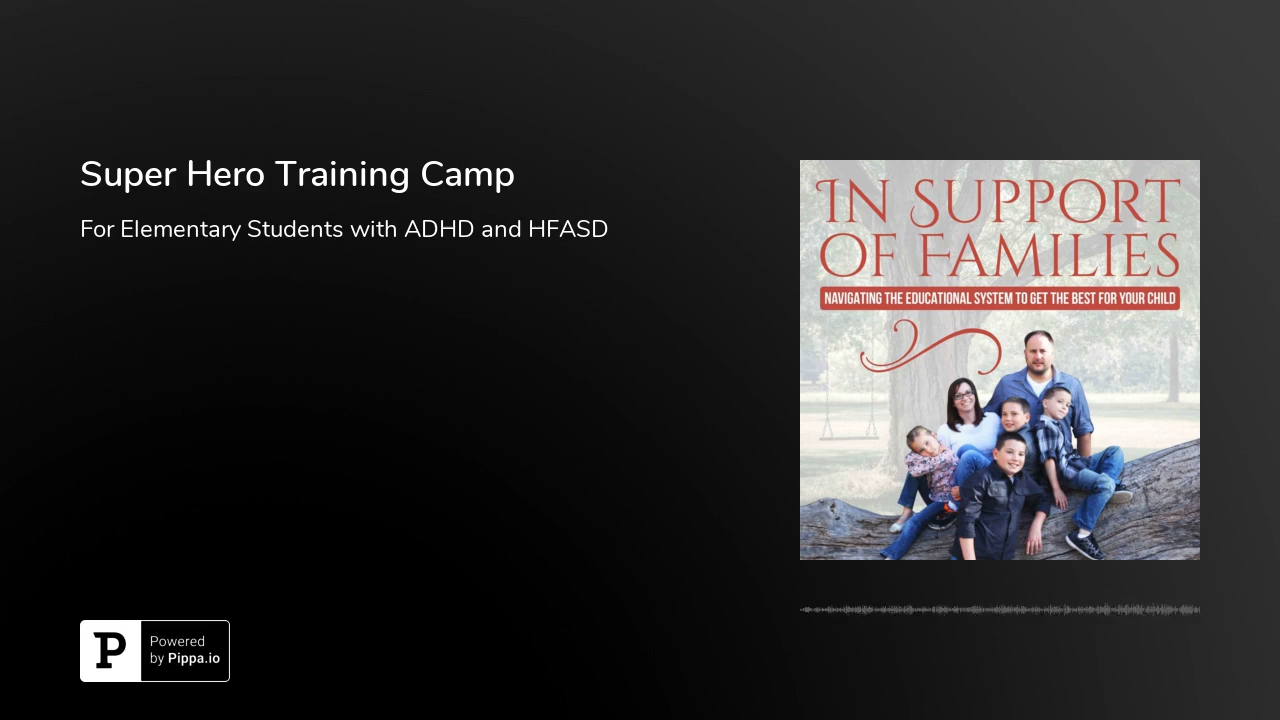 Super Hero Training Camp
For Elementary Students with ADHD and HFASD
IN SUPPORT
OF FAMILIES
NAVIGATING THE EDUCATIONAL SYSTEM TO GET THE BEST FOR YOUR CHILD
P
Powered
by Pippa.io